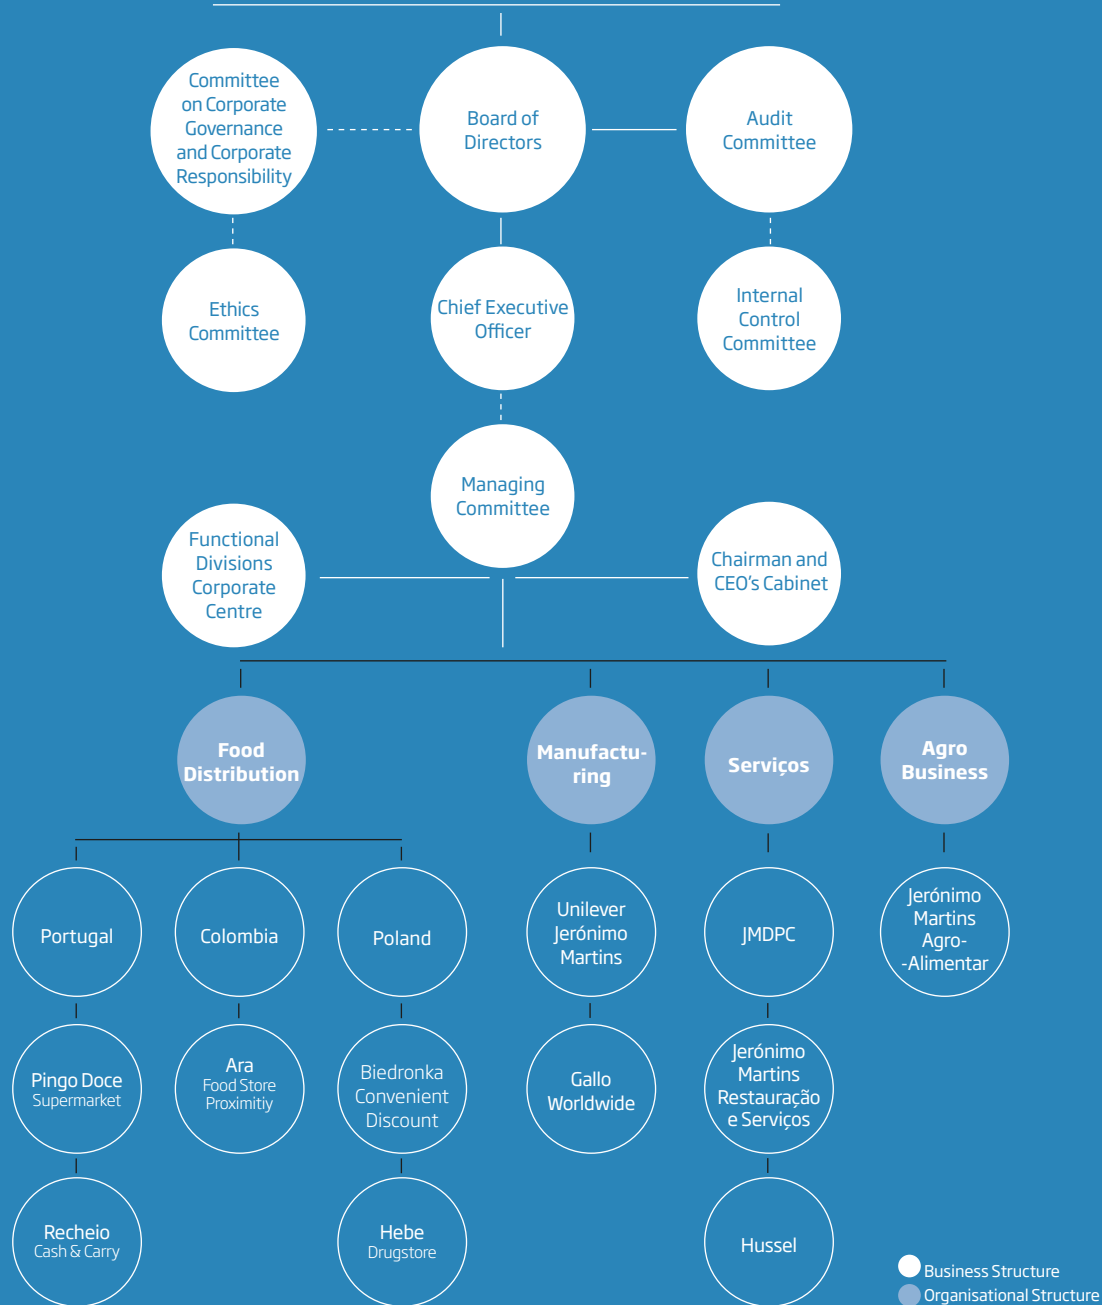 Committee
on Corporate
Governance
and Corporate
Responsibility
Board of
Directors
Audit
Committee
Ethics
Committee
Chief Executive
Officer
Internal
Control
Committee
Managing
Committee
Functional
Divisions
Corporate
Centre
Chairman and
CEO's Cabinet
Food
Distribution
Manufactu-
ring
Serviços
Agro
Business
Portugal
Colombia
Poland
Unilever
Jerónimo
Martins
JMDPC
Jerónimo
Martins
Agro-
-Alimentar
Pingo Doce
Supermarket
Ara
Food Store
Proximitiy
Biedronka
Convenient
Discount
Gallo
Worldwide
Jerónimo
Martins
Restauração
e Serviços
Recheio
Cash & Carry
Hebe
Drugstore
Hussel
Business Structure
Organisational Structure